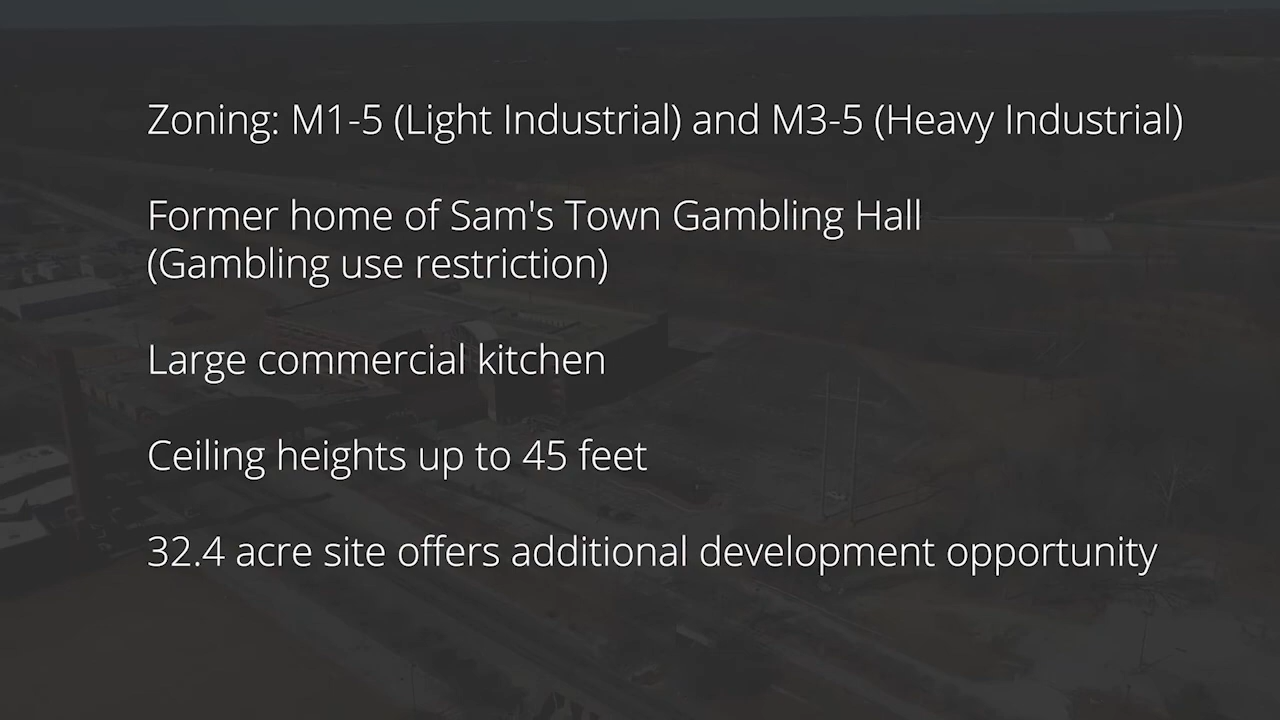 Zoning: M1-5 (Light Industrial) and M3-5 (Heavy Industrial)
Former home of Sam's Town Gambling Hall
(Gambling use restriction)
Large commercial kitchen
Ceiling heights up to 45 feet
32.4 acre site offers additional development opportunity